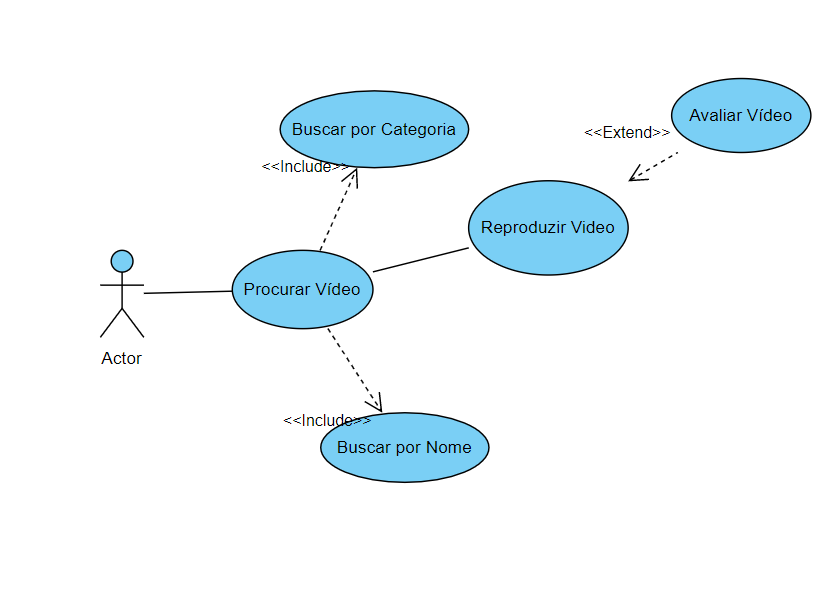 Avaliar Vídeo
<<Extend>>
Buscar por Categoria
<<Include>>
Reproduzir Video
Procurar Vídeo
Actor
<<Include>>
Buscar por Nome